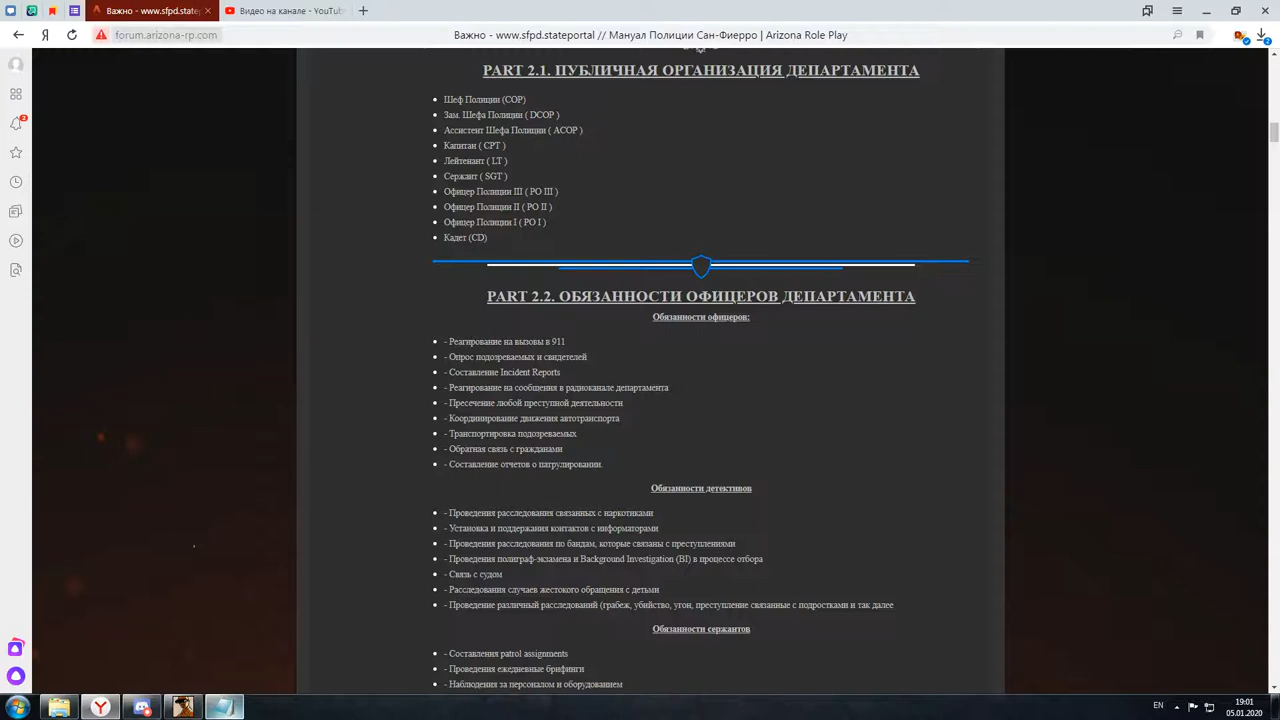 Важно - www.sfpd.statep
Видео на канале - YouTube
forum.arizona-rp.com
Важно - www.sfpd.stateportal // Мануал Полиции Сан-Фиерро | Arizona Role Play
2
2
PART 2.1. ПУБЛИЧНАЯ ОРГАНИЗАЦИЯ ДЕПАРТАМЕНТА
Шеф Полиции (COP)
Зам. Шефа Полиции ( DCOP )
Ассистент Шефа Полиции ( ACOP )
Капитан ( CPT )
Лейтенант ( LT )
Сержант ( SGT )
Офицер Полиции III ( PO III )
Офицер Полиции II ( PO II )
Офицер Полиции I ( PO I )
Кадет (CD)
PART 2.2. ОБЯЗАННОСТИ ОФИЦЕРОВ ДЕПАРТАМЕНТА
Обязанности офицеров:
- Реагирование на вызовы в 911
- Опрос подозреваемых и свидетелей
- Составление Incident Reports
- Реагирование на сообщения в радиоканале департамента
- Пресечение любой преступной деятельности
- Координирование движения автотранспорта
- Транспортировка подозреваемых
- Обратная связь с гражданами
- Составление отчетов о патрулировании.
Обязанности детективов
- Проведения расследования связанных с наркотиками
- Установка и поддержания контактов с информаторами
- Проведения расследования по бандам, которые связаны с преступлениями
- Проведения полиграф-экзамена и Background Investigation (BI) в процессе отбора
- Связь с судом
- Расследования случаев жестокого обращения с детьми
- Проведение различный расследований (грабеж, убийство, угон, преступление связанные с подростками и так далее
Обязанности сержантов
- Составления patrol assignments
- Проведения ежедневные брифинги
- Наблюдения за персоналом и оборудованием
EN
19:01
05.01.2020